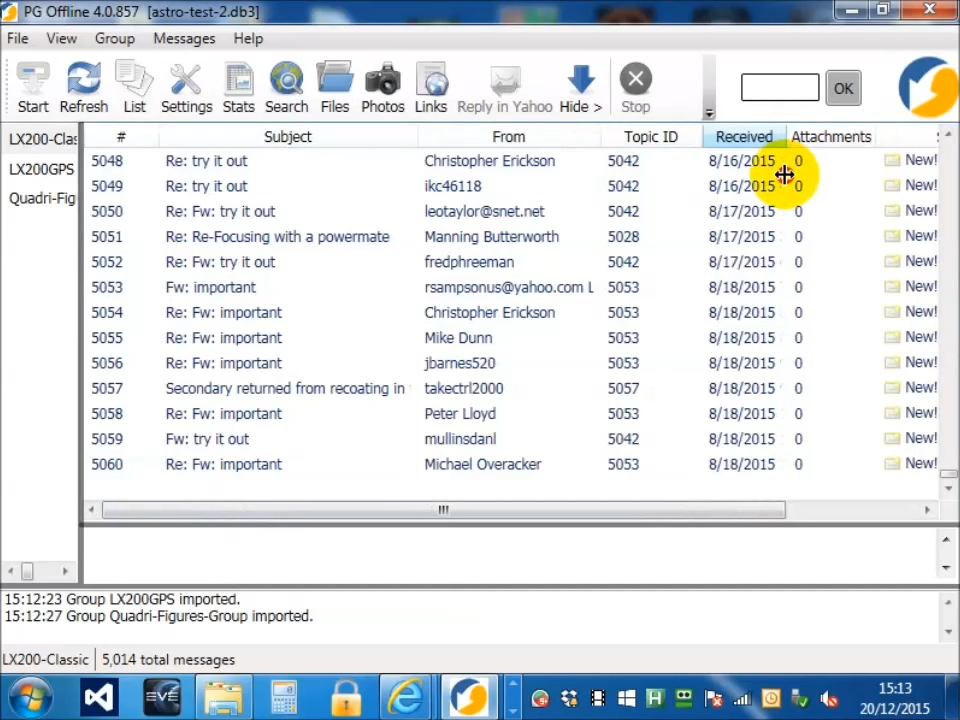 PG Offline 4.0.857 [astro-test-2.db3]
File View Group Messages Help
Start Refresh List Settings Stats Search Files Photos Links Reply in Yahoo Hide > Stop OK
LX200-Clas
LX200GPS
Quadri-Fig
# Subject From Topic ID Received Attachments
5048 Re: try it out Christopher Erickson 5042 8/16/2015 0 New!
5049 Re: try it out ikc46118 5042 8/16/2015 0 New!
5050 Re: Fw: try it out leotaylor@snet.net 5042 8/17/2015 0 New!
5051 Re: Re-Focusing with a powermate Manning Butterworth 5028 8/17/2015 0 New!
5052 Re: Fw: try it out fredphreeman 5042 8/17/2015 0 New!
5053 Fw: important rsampsonus@yahoo.com L 5053 8/18/2015 0 New!
5054 Re: Fw: important Christopher Erickson 5053 8/18/2015 0 New!
5055 Re: Fw: important Mike Dunn 5053 8/18/2015 0 New!
5056 Re: Fw: important jbarnes520 5053 8/18/2015 0 New!
5057 Secondary returned from recoating in takectrl2000 5057 8/18/2015 0 New!
5058 Re: Fw: important Peter Lloyd 5053 8/18/2015 0 New!
5059 Fw: try it out mullinsdanl 5042 8/18/2015 0 New!
5060 Re: Fw: important Michael Overacker 5053 8/18/2015 0 New!
15:12:23 Group LX200GPS imported.
15:12:27 Group Quadri-Figures-Group imported.
LX200-Classic 5,014 total messages
EVE
H
15:13
20/12/2015